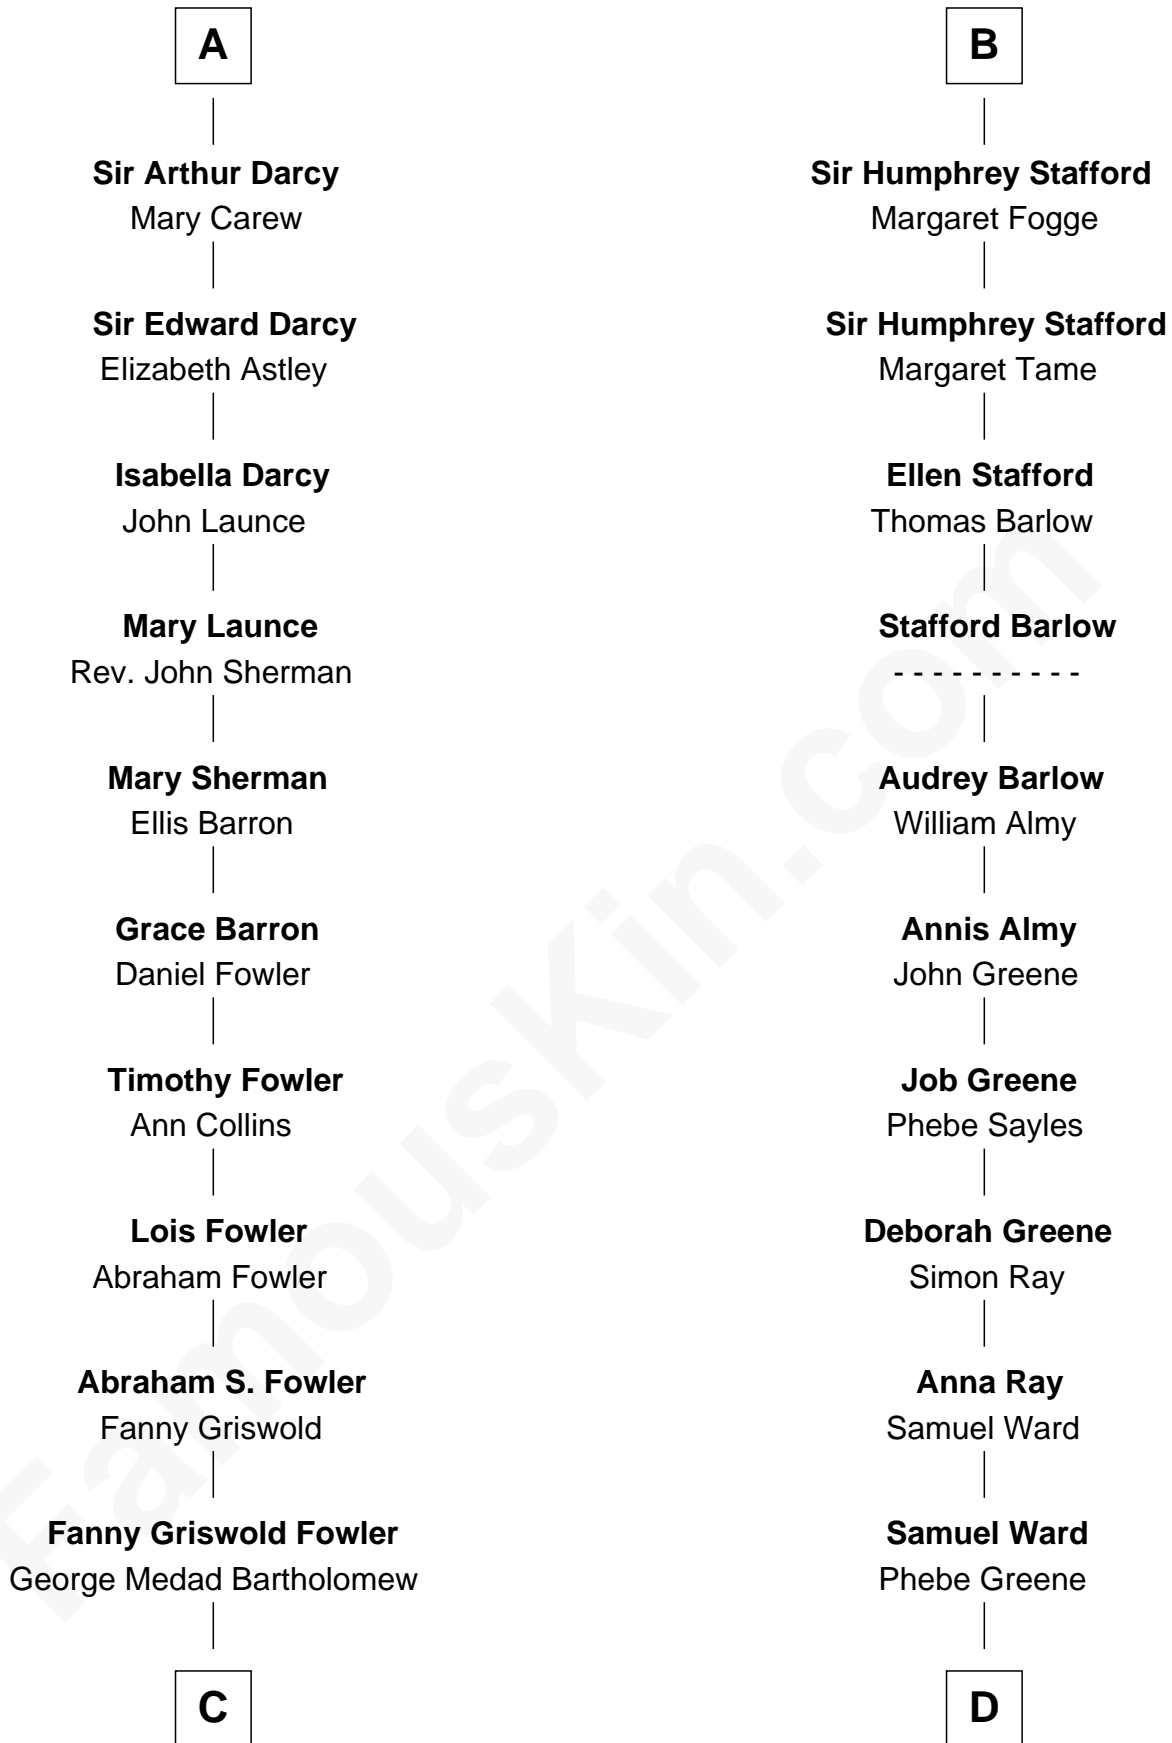 A
Sir Arthur Darcy
Mary Carew
Sir Edward Darcy
Elizabeth Astley
Isabella Darcy
John Launce
Mary Launce
Rev. John Sherman
Mary Sherman
Ellis Barron
Grace Barron
Daniel Fowler
Timothy Fowler
Ann Collins
Lois Fowler
Abraham Fowler
Abraham S. Fowler
Fanny Griswold
Fanny Griswold Fowler
George Medad Bartholomew
C
B
Sir Humphrey Stafford
Margaret Fogge
Sir Humphrey Stafford
Margaret Tame
Ellen Stafford
Thomas Barlow
Stafford Barlow
- - - - - - - - - -
Audrey Barlow
William Almy
Annis Almy
John Greene
Job Greene
Phebe Sayles
Deborah Greene
Simon Ray
Anna Ray
Samuel Ward
Samuel Ward
Phebe Greene
D
FamousKin.com